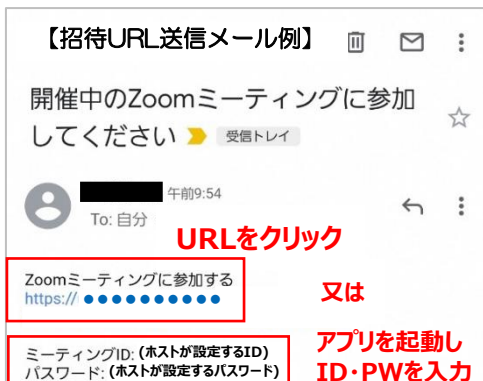 【招待URL送信メール例】
開催中のZoomミーティングに参加
してください 受信トレイ
午前9:54
To: 自分
URLをクリック
Zoomミーティングに参加する
https:// ●●●●●●●●●●
又は
ミーティングID: (ホストが設定するID)
パスワード: (ホストが設定するパスワード)
アプリを起動し
ID・PWを入力